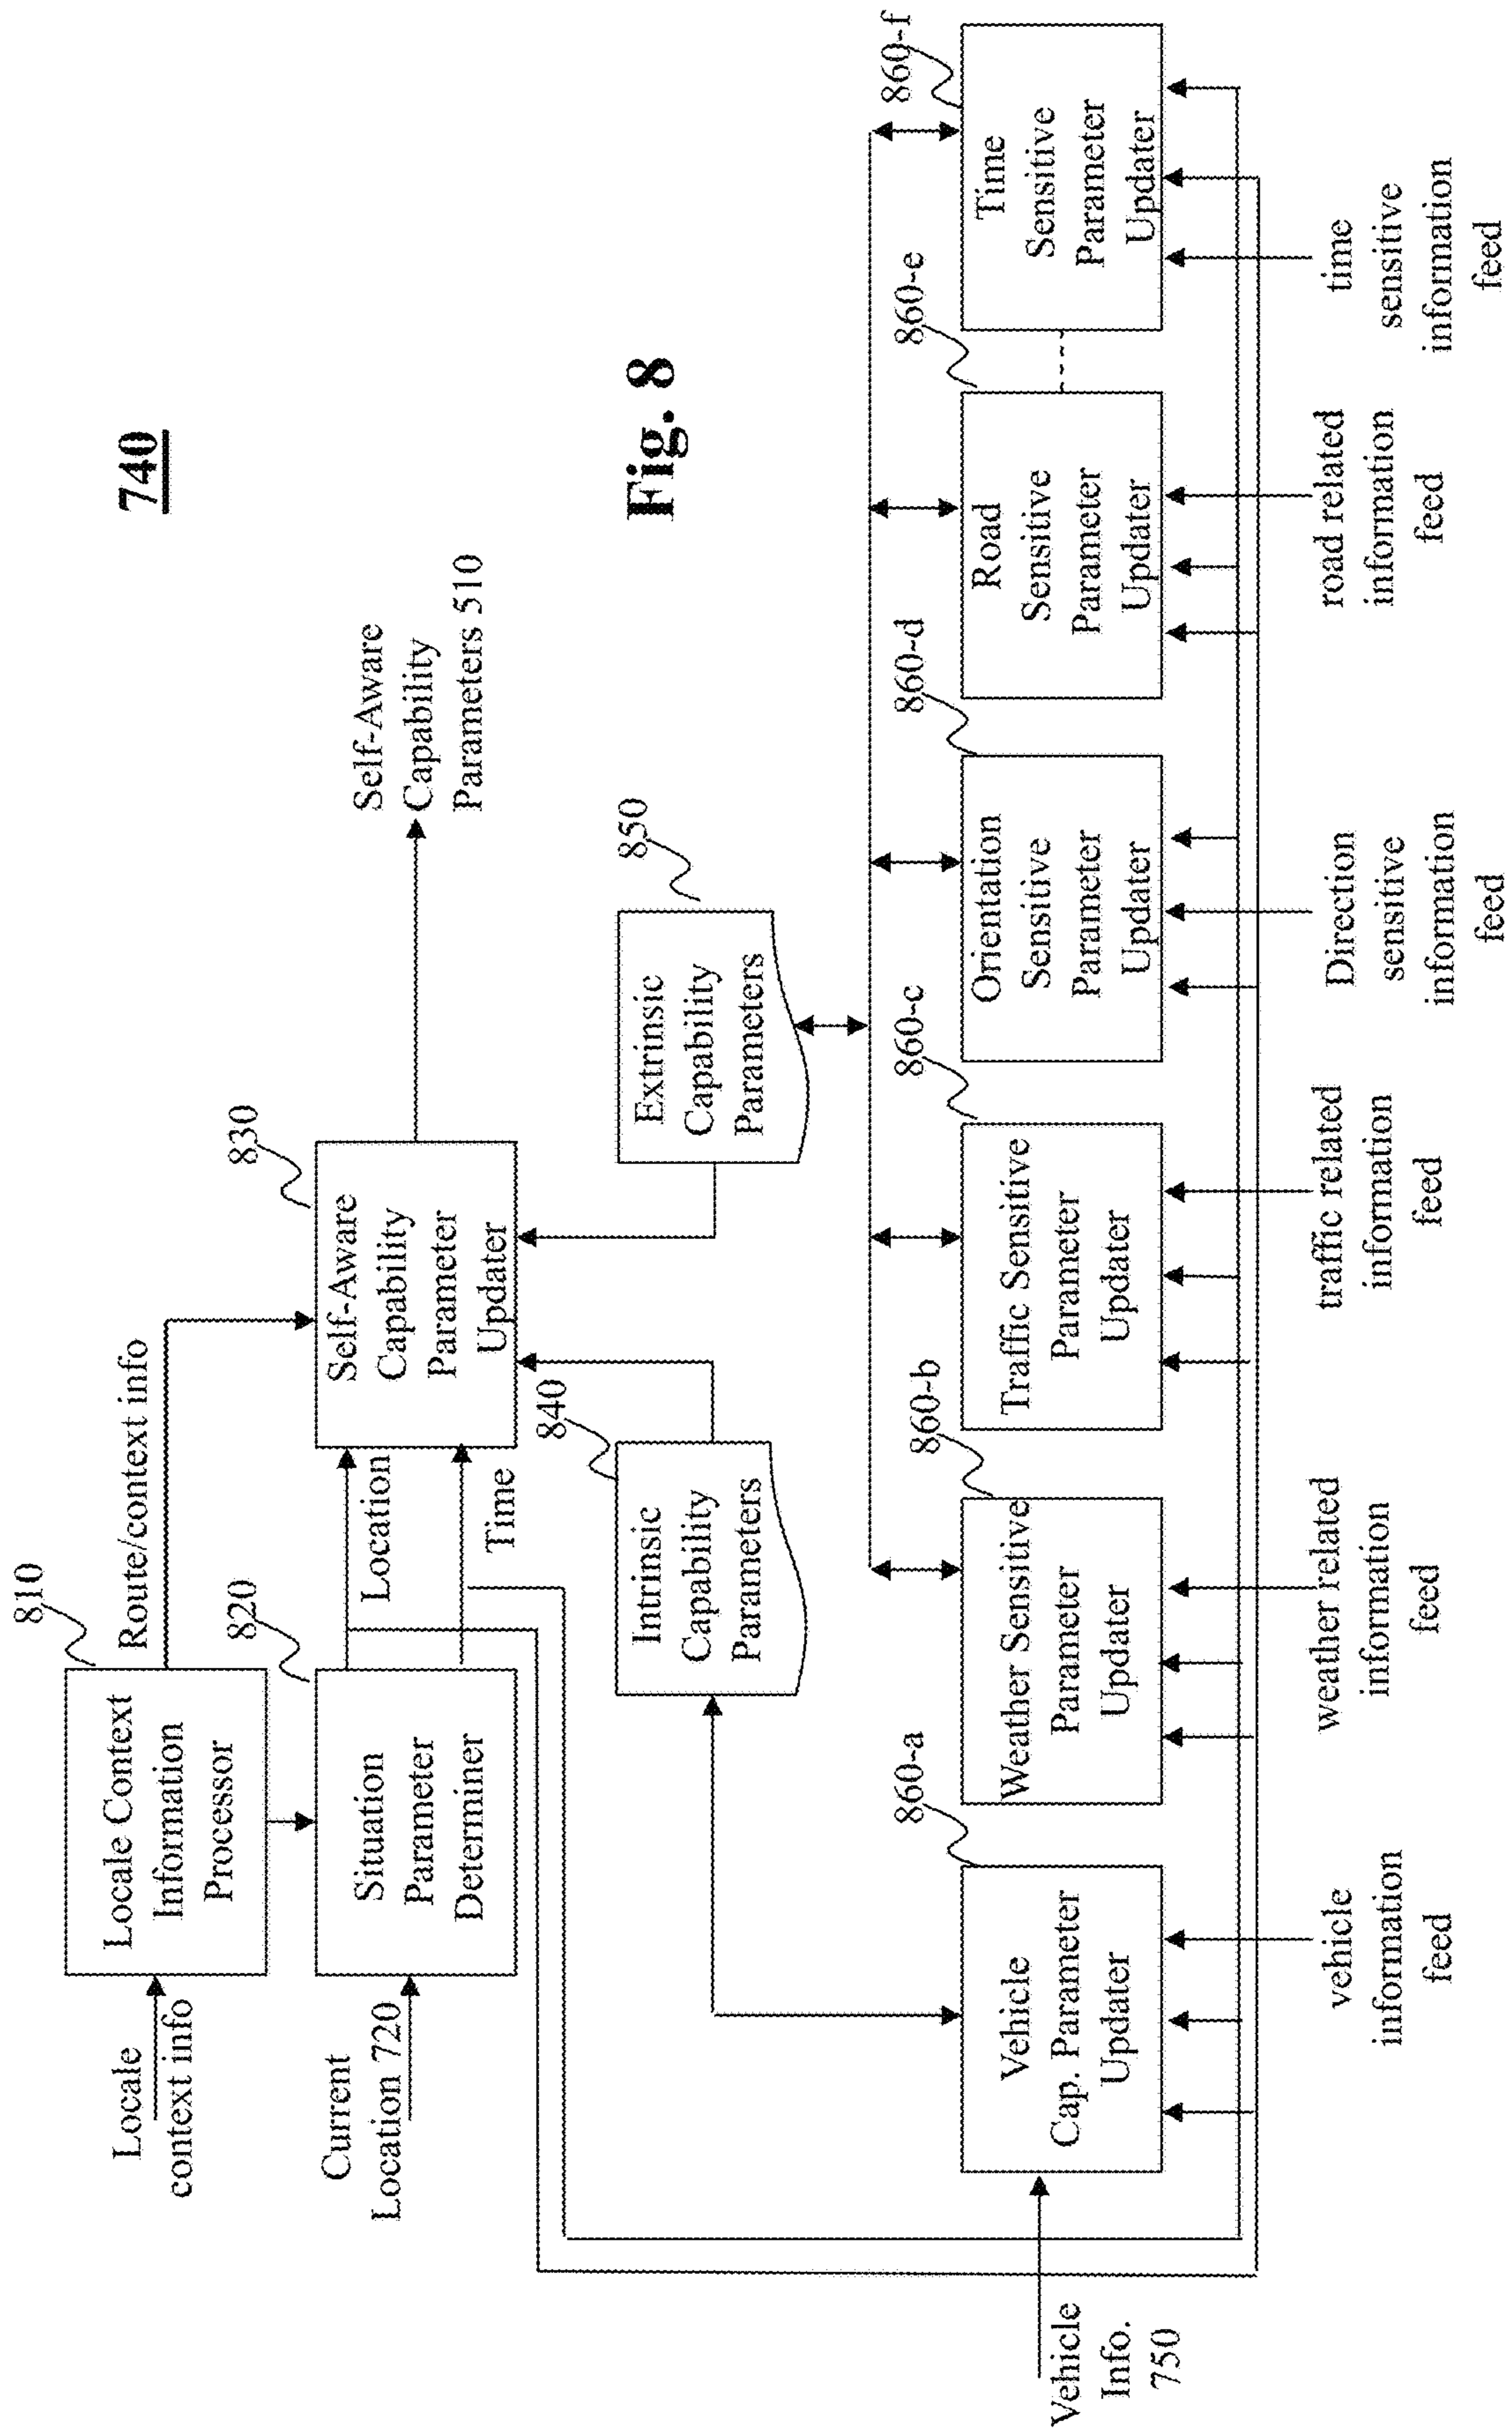 740
Fig. 8
810
Locale Context
Information
Processor
Locale
context info
Route/context info
820
Situation
Parameter
Determiner
Current
Location 720
Location
Time
830
Self-Aware
Capability
Parameter
Updater
Self-Aware
Capability
Parameters 510
840
Intrinsic
Capability
Parameters
850
Extrinsic
Capability
Parameters
860-a
Vehicle
Cap. Parameter
Updater
860-b
Weather Sensitive
Parameter
Updater
860-c
Traffic Sensitive
Parameter
Updater
860-d
Orientation
Sensitive
Parameter
Updater
860-e
Road
Sensitive
Parameter
Updater
860-f
Time
Sensitive
Parameter
Updater
Vehicle
Info.
750
vehicle
information
feed
weather related
information
feed
traffic related
information
feed
Direction
sensitive
information
feed
road related
information
feed
time
sensitive
information
feed